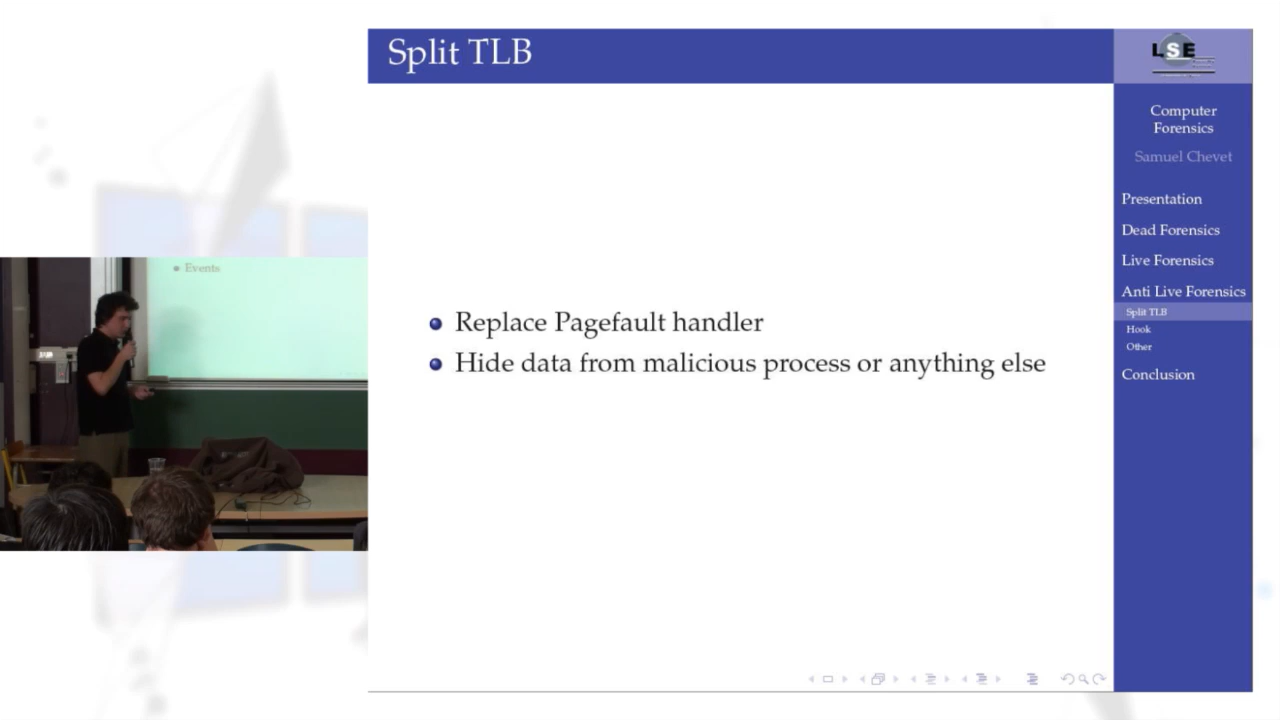 Split TLB
Replace Pagefault handler
Hide data from malicious process or anything else
LSE
Computer
Forensics
Samuel Chevet
Presentation
Dead Forensics
Live Forensics
Anti Live Forensics
Split TLB
Hook
Other
Conclusion
Events